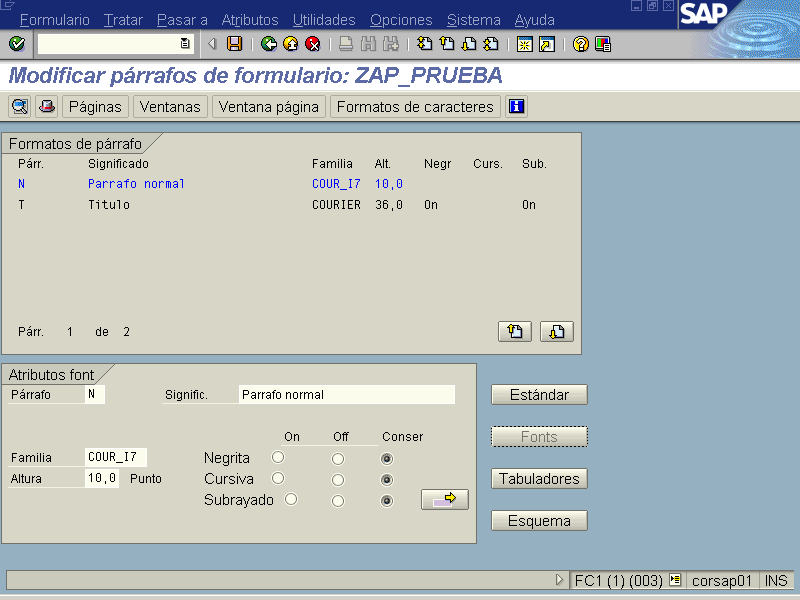 Formulario Tratar Pasar a Atributos Utilidades Opciones Sistema Ayuda
SAP
Modificar párrafos de formulario: ZAP_PRUEBA
Páginas Ventanas Ventana página Formatos de caracteres
Formatos de párrafo
Párr. Significado Familia Alt. Negr Curs. Sub.
N Parrafo normal COUR_I7 10,0
T Titulo COURIER 36,0 On On
Párr. 1 de 2
Atributos font
Párrafo N Signific. Parrafo normal
Estándar
On Off Conser
Fonts
Familia COUR_I7 Negrita
Altura 10,0 Punto Cursiva
Tabuladores
Subrayado
Esquema
FC1 (1) (003) corsap01 INS